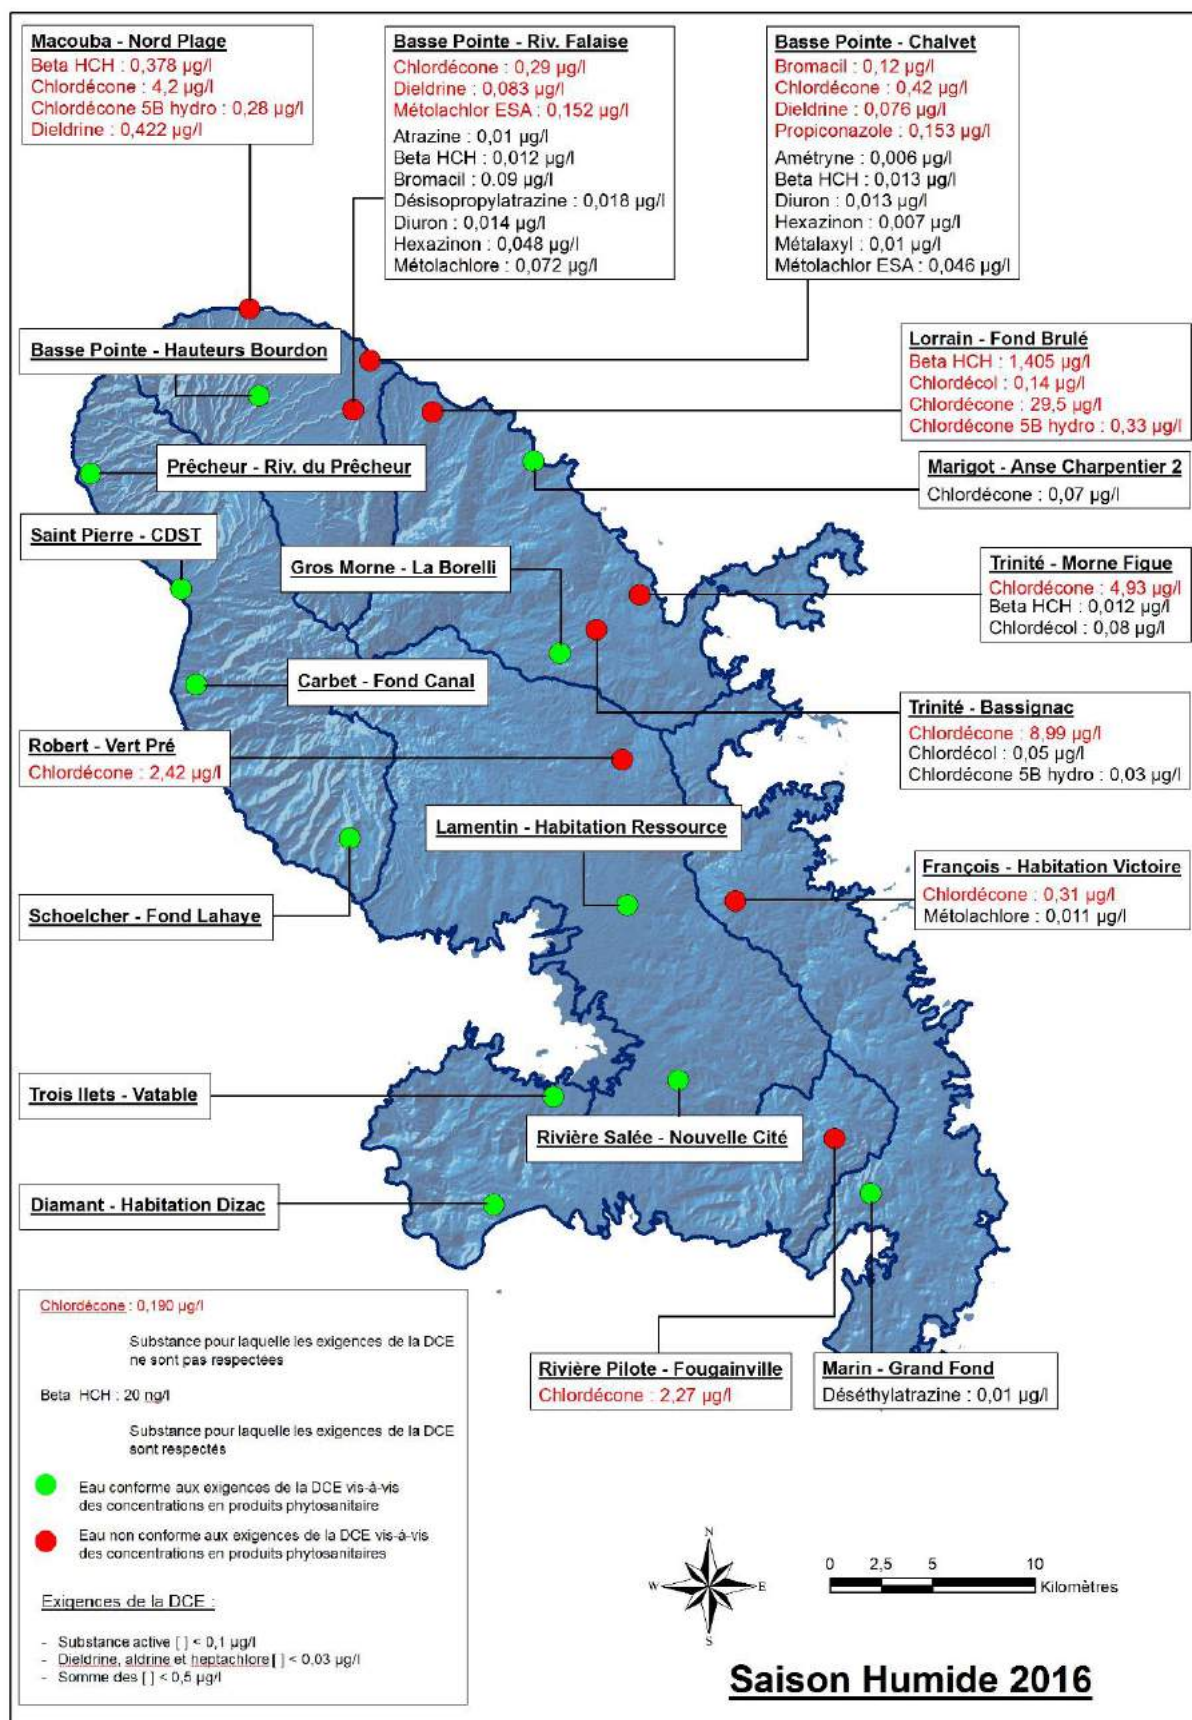 Macouba - Nord Plage
Beta HCH : 0,378 µg/l
Chlordécone : 4,2 µg/l
Chlordécone 5B hydro : 0,28 µg/l
Dieldrine : 0,422 µg/l
Basse Pointe - Riv. Falaise
Chlordécone : 0,29 µg/l
Dieldrine : 0,083 µg/l
Métolachlor ESA : 0,152 µg/l
Atrazine : 0,01 µg/l
Beta HCH : 0,012 µg/l
Bromacil : 0.09 µg/l
Désisopropylatrazine : 0,018 µg/l
Diuron : 0,014 µg/l
Hexazinon : 0,048 µg/l
Métolachlore : 0,072 µg/l
Basse Pointe - Chalvet
Bromacil : 0,12 µg/l
Chlordécone : 0,42 µg/l
Dieldrine : 0,076 µg/l
Propiconazole : 0,153 µg/l
Amétryne : 0,006 µg/l
Beta HCH : 0,013 µg/l
Diuron : 0,013 µg/l
Hexazinon : 0,007 µg/l
Métalaxyl : 0,01 µg/l
Métolachlor ESA : 0,046 µg/l
Basse Pointe - Hauteurs Bourdon
Lorrain - Fond Brulé
Beta HCH : 1,405 µg/l
Chlordécol : 0,14 µg/l
Chlordécone : 29,5 µg/l
Chlordécone 5B hydro : 0,33 µg/l
Prêcheur - Riv. du Prêcheur
Marigot - Anse Charpentier 2
Chlordécone : 0,07 µg/l
Saint Pierre - CDST
Gros Morne - La Borelli
Trinité - Morne Figue
Chlordécone : 4,93 µg/l
Beta HCH : 0,012 µg/l
Chlordécol : 0,08 µg/l
Carbet - Fond Canal
Trinité - Bassignac
Chlordécone : 8,99 µg/l
Chlordécol : 0,05 µg/l
Chlordécone 5B hydro : 0,03 µg/l
Robert - Vert Pré
Chlordécone : 2,42 µg/l
Lamentin - Habitation Ressource
François - Habitation Victoire
Chlordécone : 0,31 µg/l
Métolachlore : 0,011 µg/l
Schoelcher - Fond Lahaye
Trois Ilets - Vatable
Rivière Salée - Nouvelle Cité
Diamant - Habitation Dizac
Rivière Pilote - Fougainville
Chlordécone : 2,27 µg/l
Marin - Grand Fond
Déséthylatrazine : 0,01 µg/l
Chlordécone : 0,190 µg/l
Substance pour laquelle les exigences de la DCE
ne sont pas respectées
Beta HCH : 20 ng/l
Substance pour laquelle les exigences de la DCE
sont respectés
Eau conforme aux exigences de la DCE vis-à-vis
des concentrations en produits phytosanitaire
Eau non conforme aux exigences de la DCE vis-à-vis
des concentrations en produits phytosanitaires
Exigences de la DCE :
- Substance active [ ] < 0,1 µg/l
- Dieldrine, aldrine et heptachlore [ ] < 0,03 µg/l
- Somme des [ ] < 0,5 µg/l
N
W E
S
0 2,5 5 10
Kilomètres
Saison Humide 2016